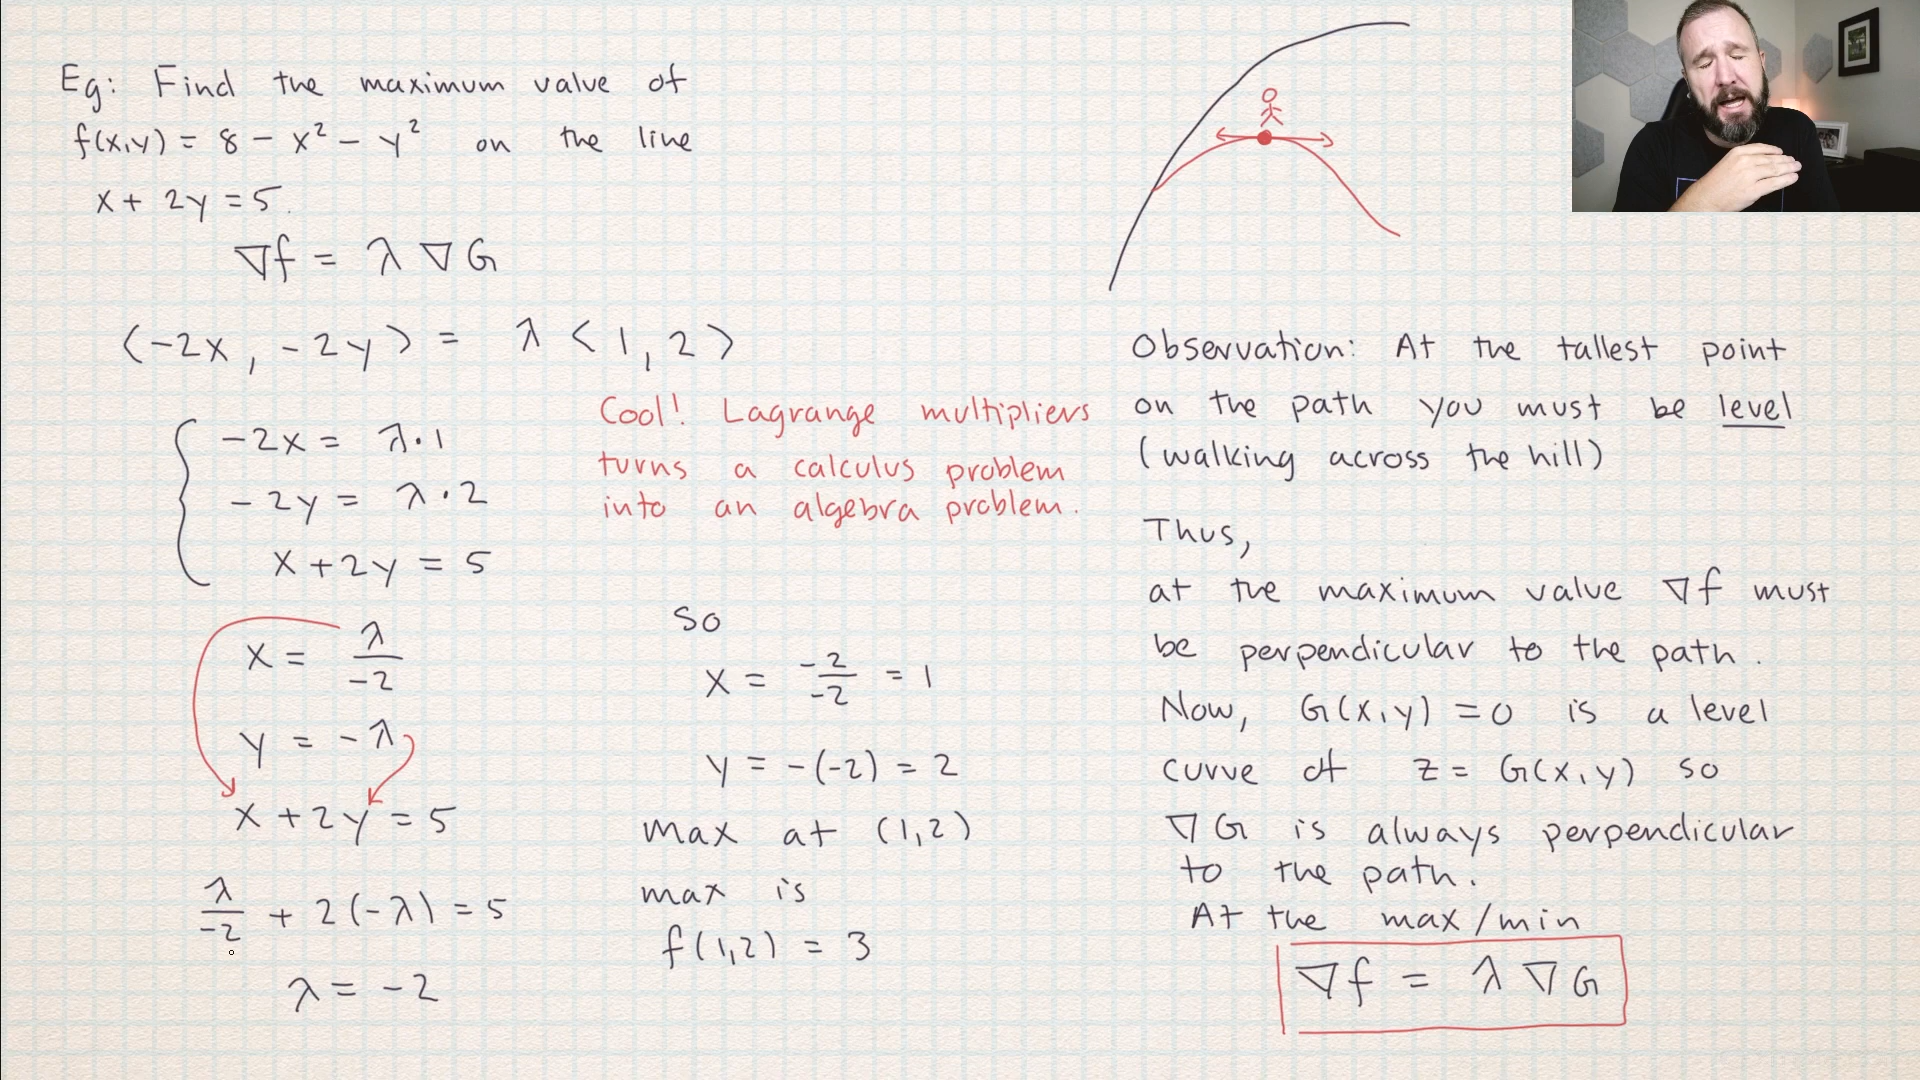 Eg: Find the maximum value of
f(x,y) = 8 - x² - y² on the line
x + 2y = 5.
∇f = λ ∇G
⟨-2x, -2y⟩ = λ ⟨1, 2⟩
-2x = λ·1
-2y = λ·2
x + 2y = 5
x = λ/-2
y = -λ
x + 2y = 5
λ/-2 + 2(-λ) = 5
λ = -2
Cool! Lagrange multipliers
turns a calculus problem
into an algebra problem.
So
x = -2/-2 = 1
y = -(-2) = 2
max at (1,2)
max is
f(1,2) = 3
Observation: At the tallest point
on the path you must be level
(walking across the hill)
Thus,
at the maximum value ∇f must
be perpendicular to the path.
Now, G(x,y) = 0 is a level
curve of z = G(x,y) so
∇G is always perpendicular
to the path.
At the max/min
∇f = λ ∇G